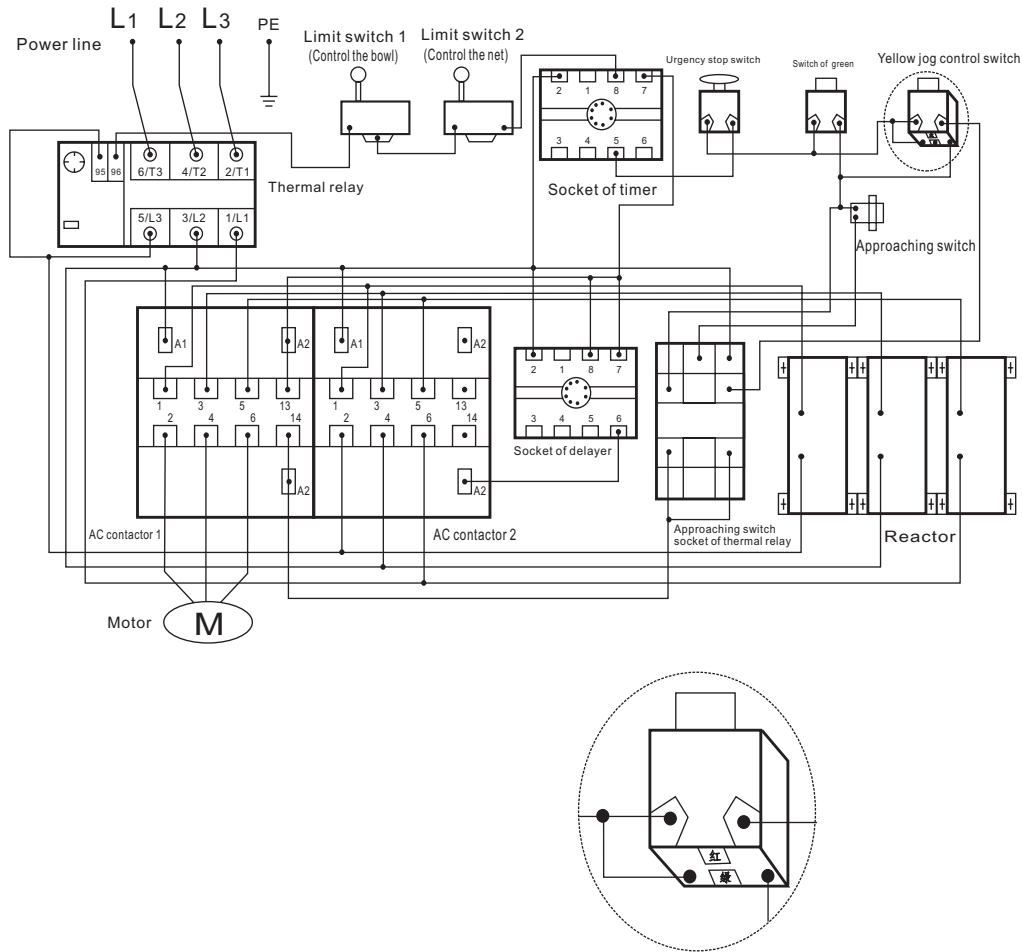 L1 L2 L3 PE
Power line
Limit switch 1
(Control the bowl)
Limit switch 2
(Control the net)
Urgency stop switch
Switch of green
Yellow jog control switch
2 1 8 7
3 4 5 6
Socket of timer
95 96 6/T3 4/T2 2/T1
5/L3 3/L2 1/L1
Thermal relay
红
绿
Approaching switch
A1 A2 A1 A2
1 3 5 13 1 3 5 13
2 4 6 14 2 4 6 14
A2 A2
AC contactor 1
AC contactor 2
2 1 8 7
3 4 5 6
Socket of delayer
Approaching switch
socket of thermal relay
Reactor
Motor
M
红
绿